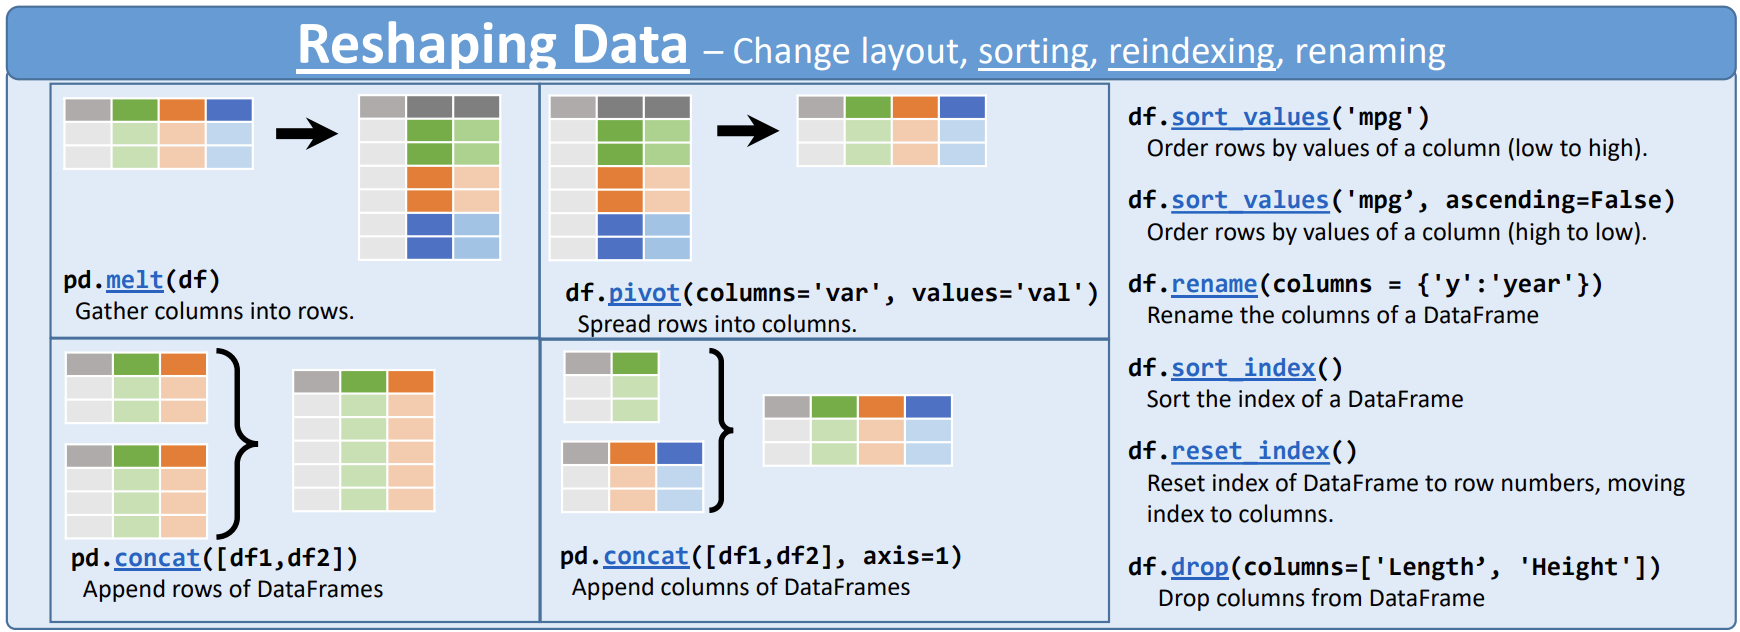 Reshaping Data – Change layout, sorting, reindexing, renaming
pd.melt(df)
Gather columns into rows.
df.pivot(columns='var', values='val')
Spread rows into columns.
pd.concat([df1,df2])
Append rows of DataFrames
pd.concat([df1,df2], axis=1)
Append columns of DataFrames
df.sort_values('mpg')
Order rows by values of a column (low to high).
df.sort_values('mpg’, ascending=False)
Order rows by values of a column (high to low).
df.rename(columns = {'y':'year'})
Rename the columns of a DataFrame
df.sort_index()
Sort the index of a DataFrame
df.reset_index()
Reset index of DataFrame to row numbers, moving
index to columns.
df.drop(columns=['Length’, 'Height'])
Drop columns from DataFrame